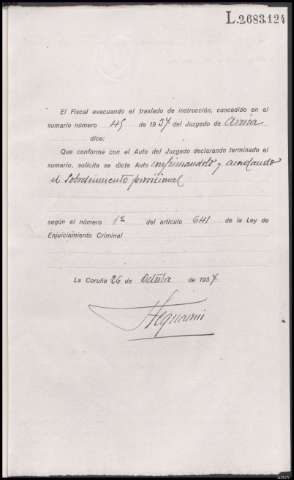 L.2683.124
El Fiscal evacuando el traslado de instrucción, concedido en el
sumario número 45 de 1937 del Juzgado de
dice:
Que conforme con el Auto del Juzgado declarando terminado el
sumario, solicita se dicte Auto confirmandolo y acordando
el sobreseimiento provisional
según el número 1º del artículo 641 de la Ley de
Enjuiciamiento Criminal
La Coruña 26 de Octubre de 1937